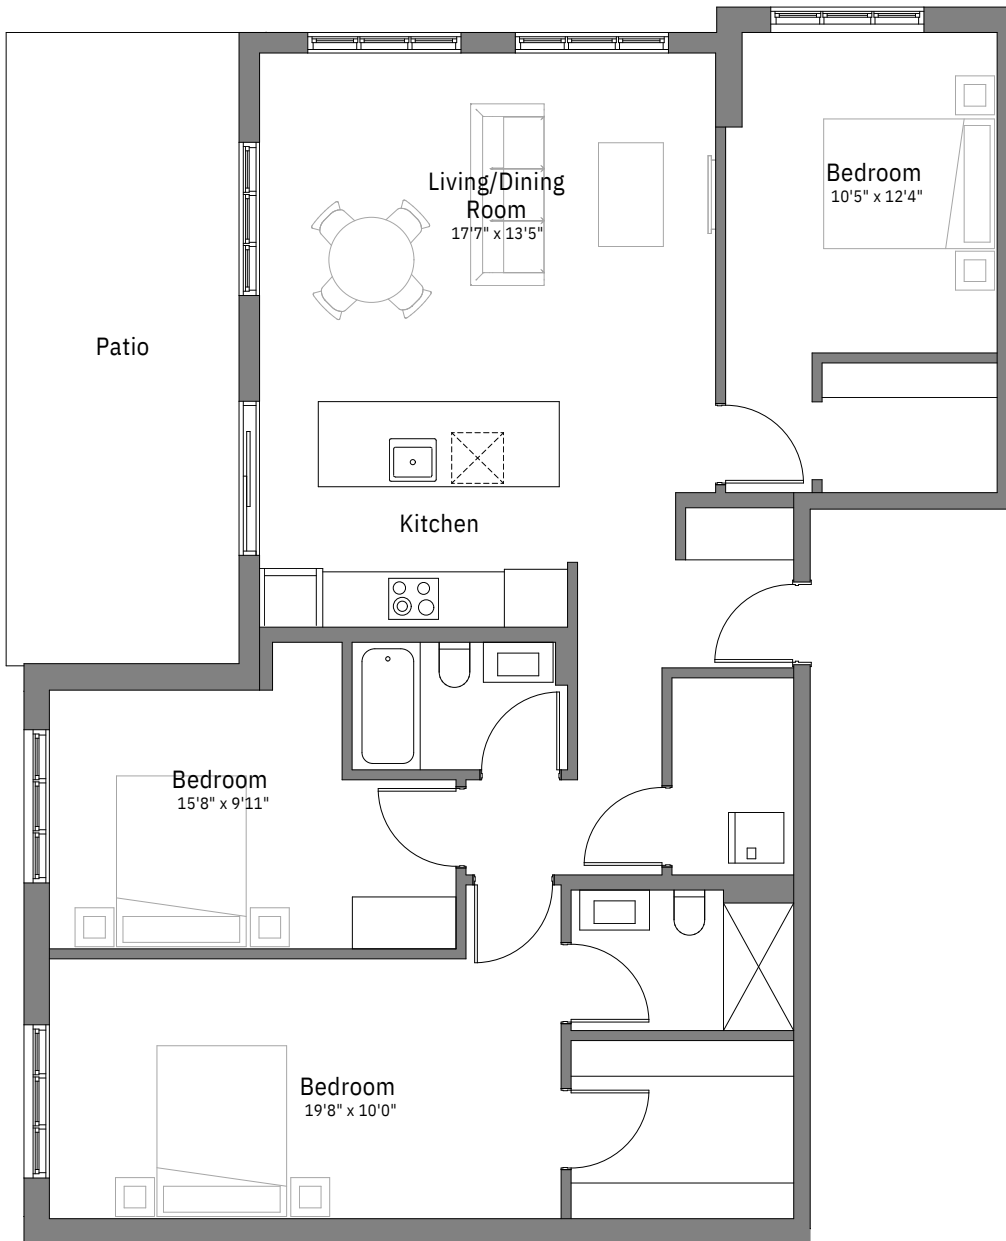 Living/Dining
Room
17'7" x 13'5"
Bedroom
10'5" x 12'4"
Patio
Kitchen
Bedroom
15'8" x 9'11"
Bedroom
19'8" x 10'0"